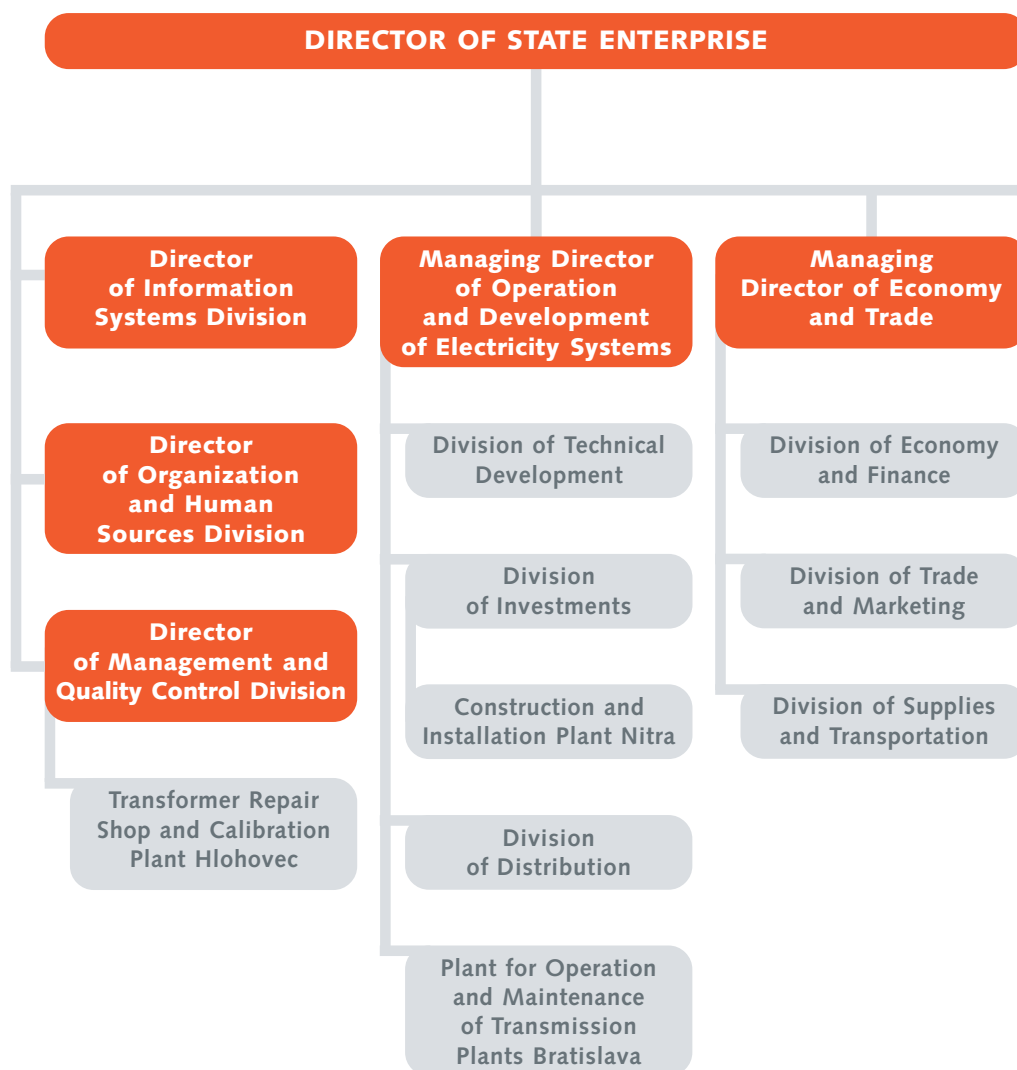 DIRECTOR OF STATE ENTERPRISE
Director
of Information
Systems Division
Director
of Organization
and Human
Sources Division
Director
of Management and
Quality Control Division
Transformer Repair
Shop and Calibration
Plant Hlohovec
Managing Director
of Operation
and Development
of Electricity Systems
Division of Technical
Development
Division
of Investments
Construction and
Installation Plant Nitra
Division
of Distribution
Plant for Operation
and Maintenance
of Transmission
Plants Bratislava
Managing
Director of Economy
and Trade
Division of Economy
and Finance
Division of Trade
and Marketing
Division of Supplies
and Transportation